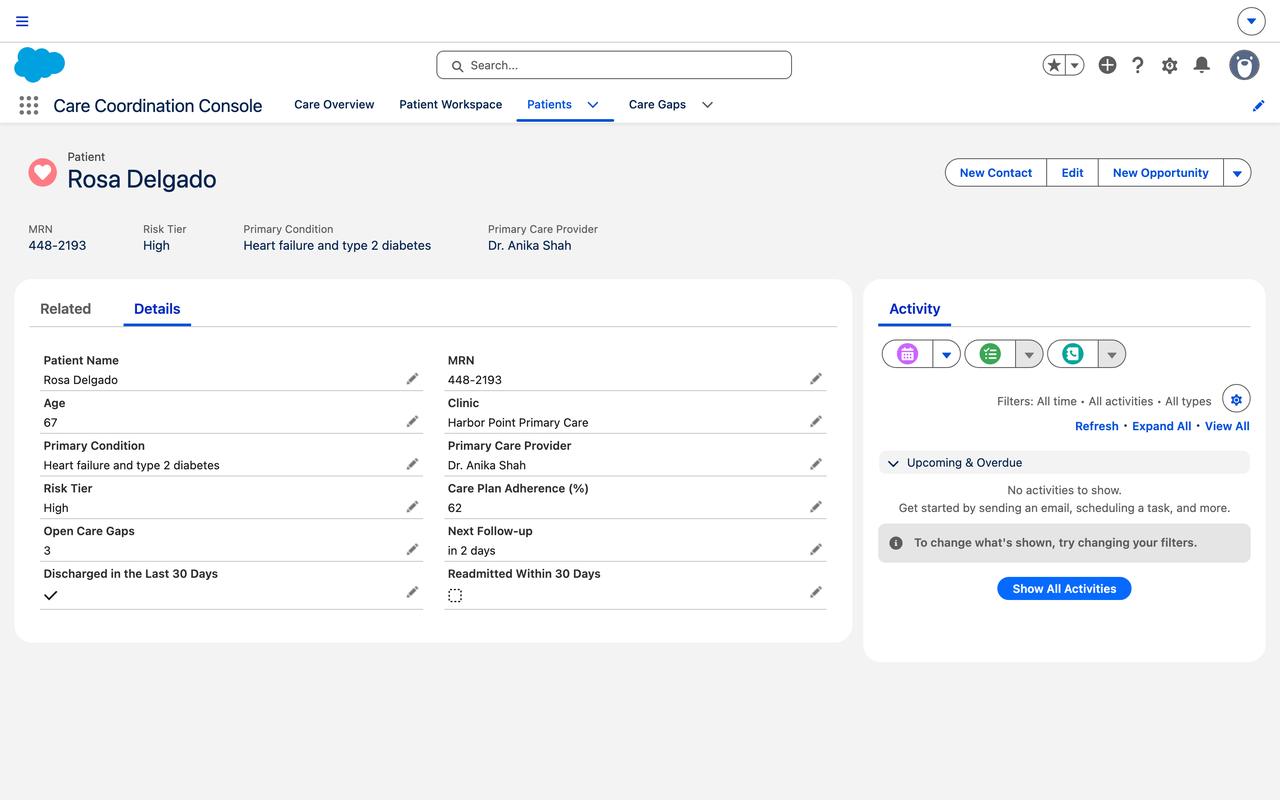 Search...
Care Coordination Console
Care Overview
Patient Workspace
Patients
Care Gaps
Patient
Rosa Delgado
New Contact
Edit
New Opportunity
MRN
448-2193
Risk Tier
High
Primary Condition
Heart failure and type 2 diabetes
Primary Care Provider
Dr. Anika Shah
Related
Details
Patient Name
Rosa Delgado
MRN
448-2193
Age
67
Clinic
Harbor Point Primary Care
Primary Condition
Heart failure and type 2 diabetes
Primary Care Provider
Dr. Anika Shah
Risk Tier
High
Care Plan Adherence (%)
62
Open Care Gaps
3
Next Follow-up
in 2 days
Discharged in the Last 30 Days
Readmitted Within 30 Days
Activity
Filters: All time • All activities • All types
Refresh • Expand All • View All
Upcoming & Overdue
No activities to show.
Get started by sending an email, scheduling a task, and more.
To change what's shown, try changing your filters.
Show All Activities